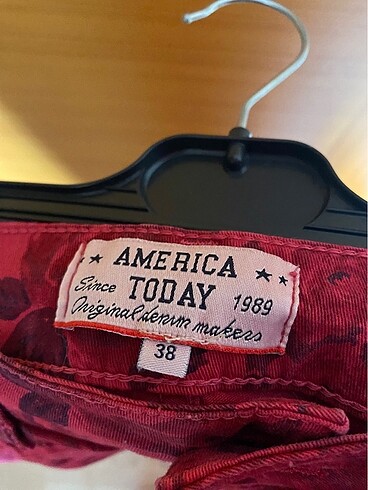 AMERICA
Since TODAY 1989
Original denim makers
38